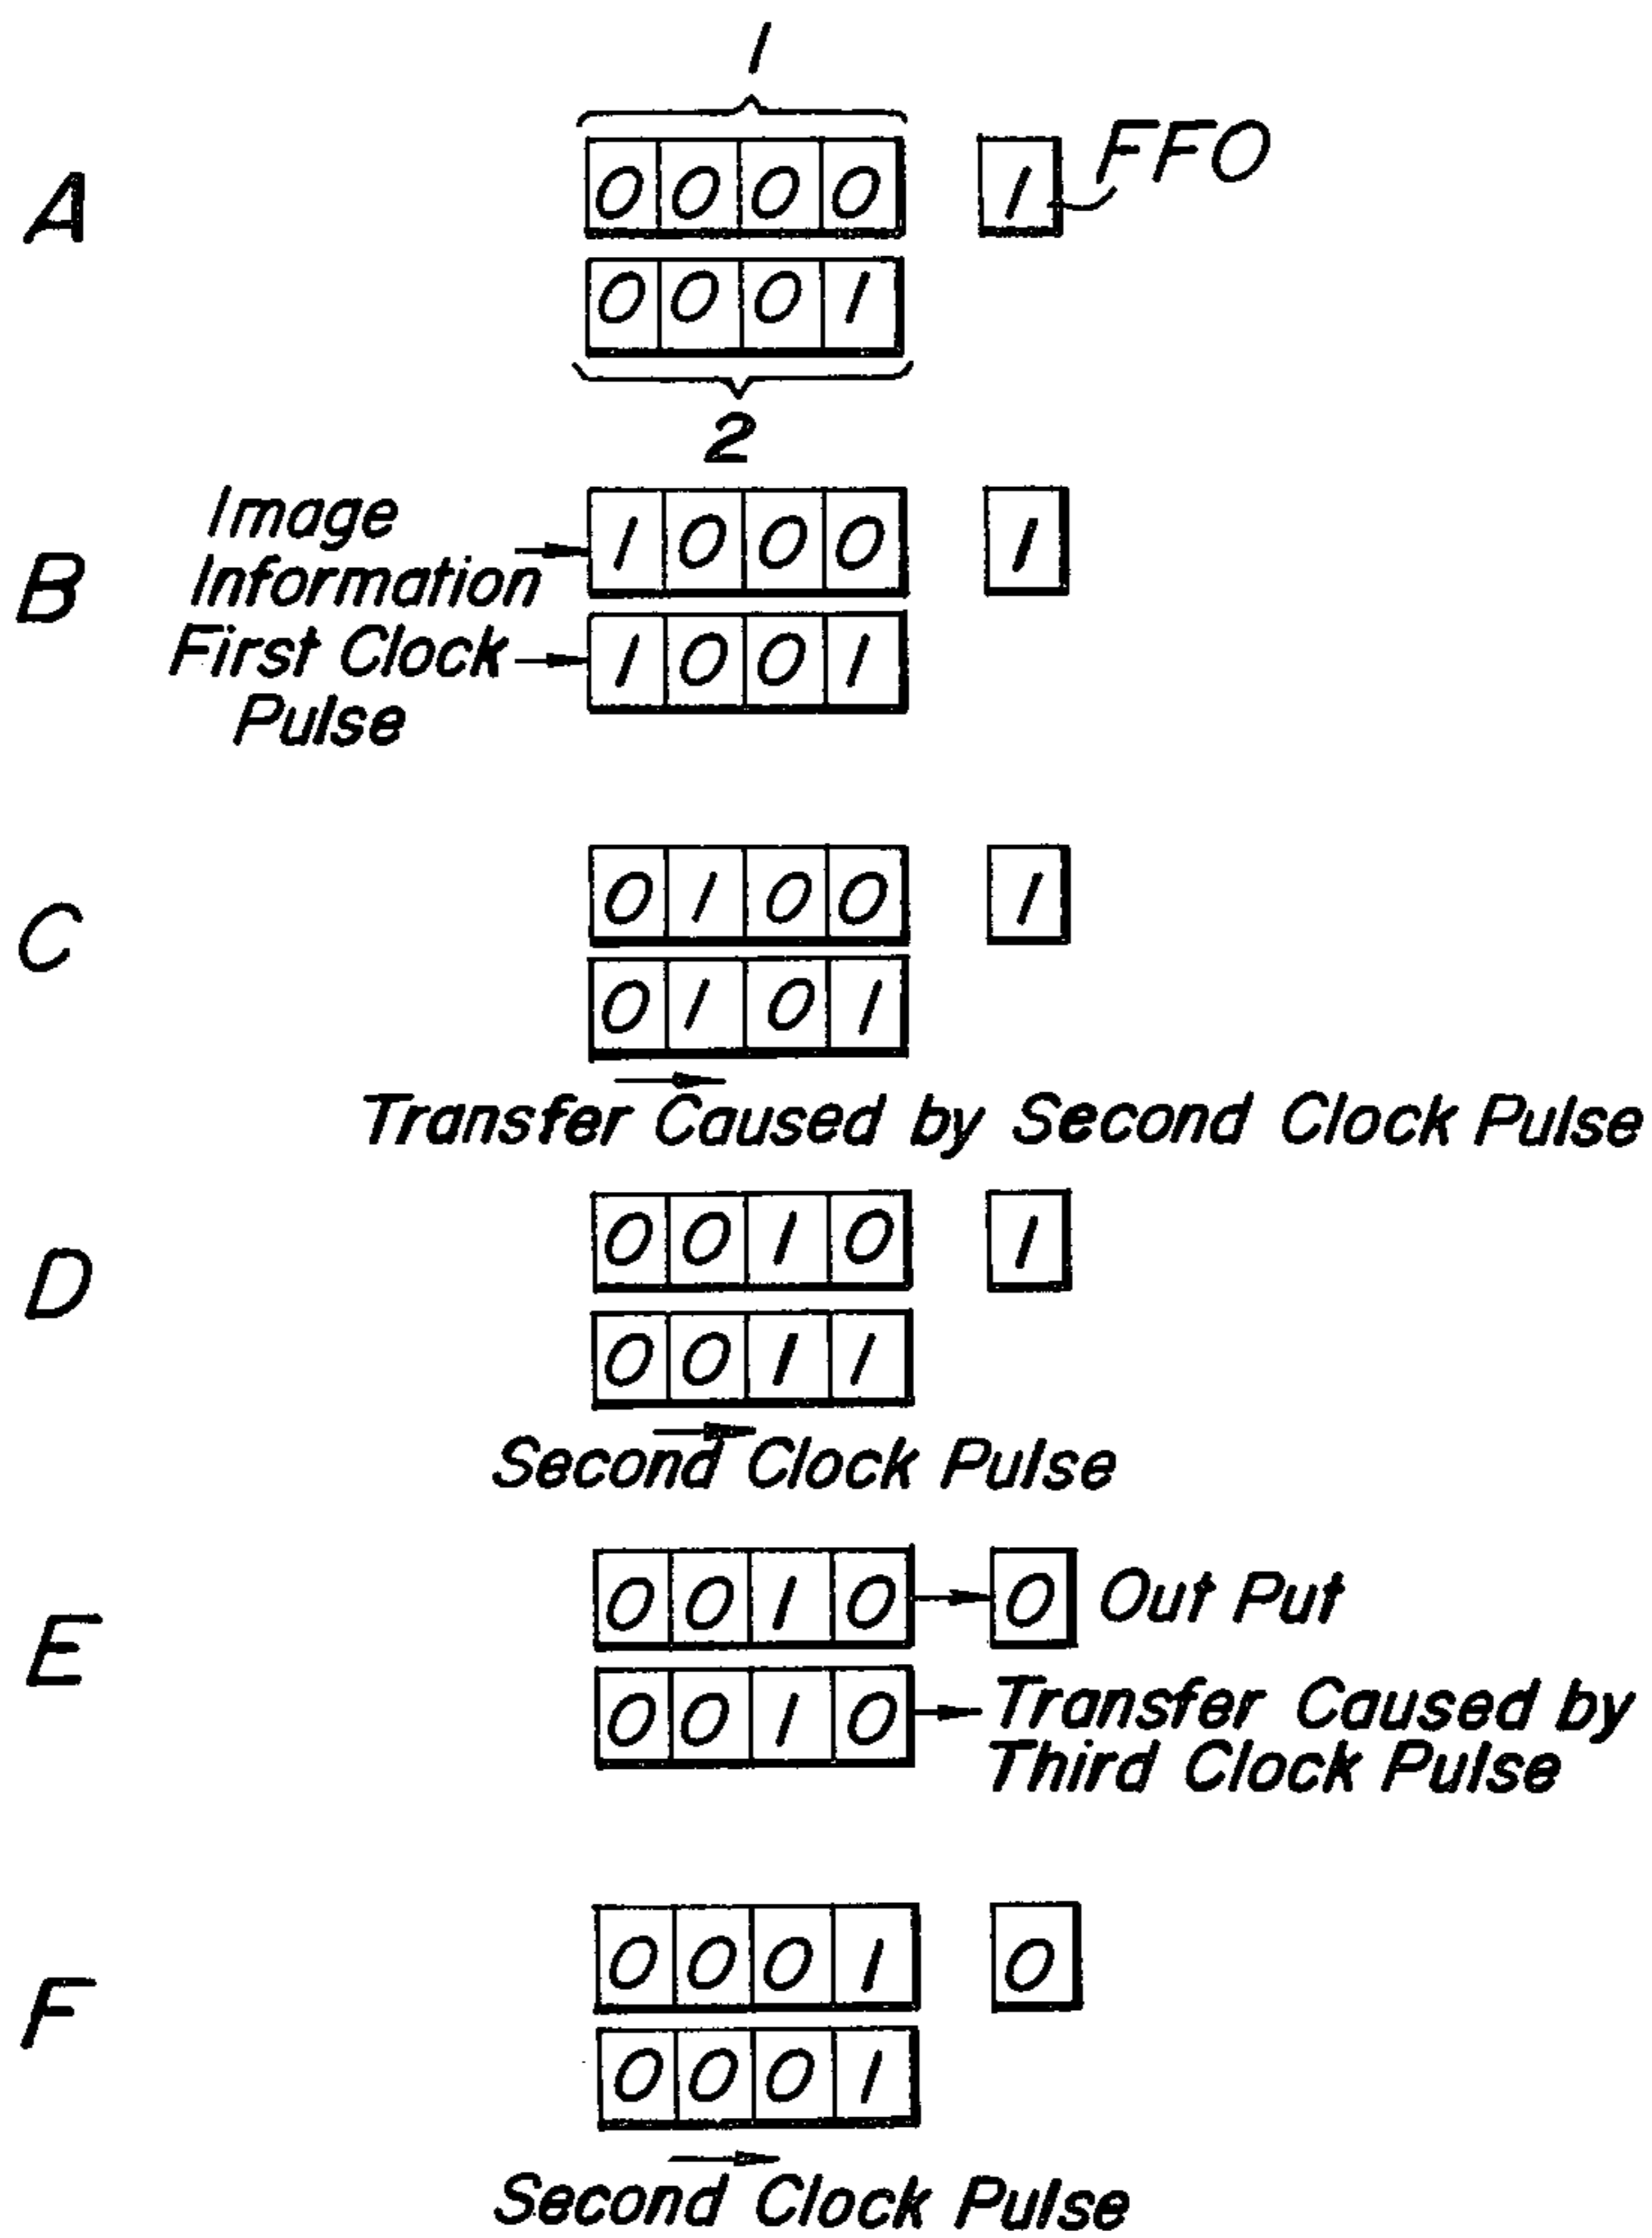 1
A 0 0 0 0 1 FFO
0 0 0 1
2
Image
Information
B 1 0 0 0 1
First Clock
Pulse
1 0 0 1
C 0 1 0 0 1
0 1 0 1
Transfer Caused by Second Clock Pulse
D 0 0 1 0 1
0 0 1 1
Second Clock Pulse
E 0 0 1 0 0 Out Put
0 0 1 0 Transfer Caused by
Third Clock Pulse
F 0 0 0 1 0
0 0 0 1
Second Clock Pulse